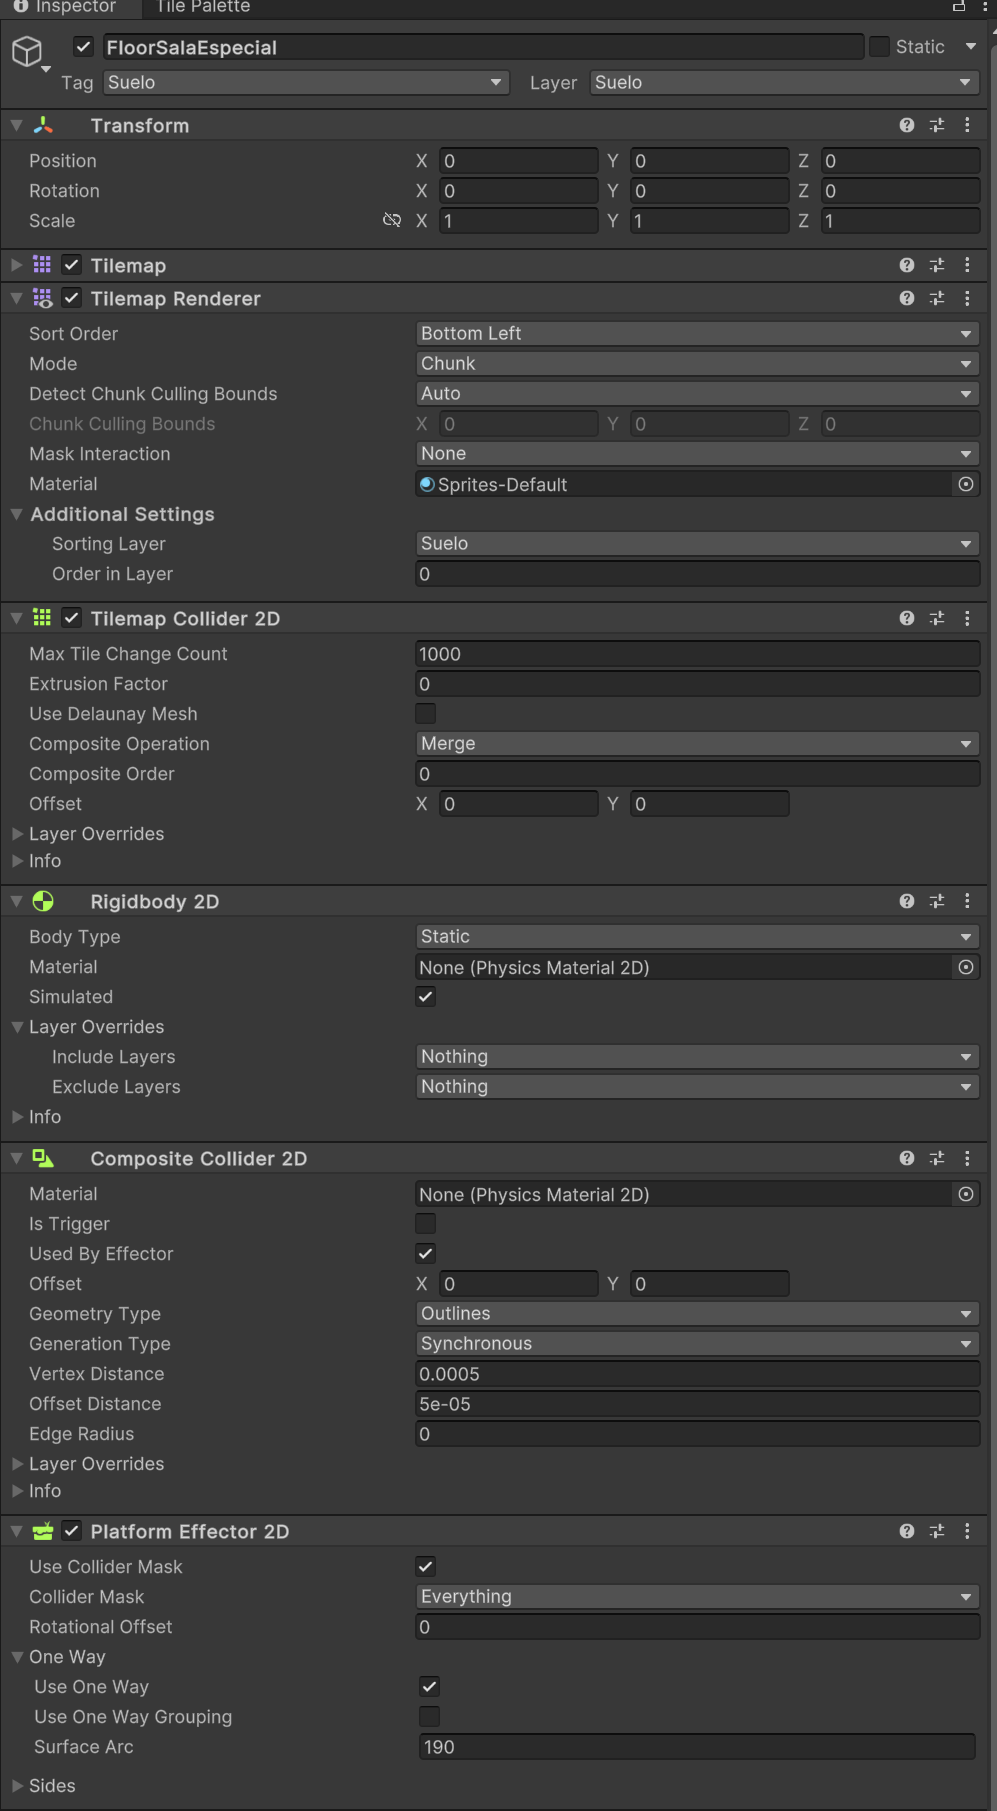 Inspector Tile Palette
FloorSalaEspecial Static
Tag Suelo Layer Suelo
Transform
Position X 0 Y 0 Z 0
Rotation X 0 Y 0 Z 0
Scale X 1 Y 1 Z 1
Tilemap
Tilemap Renderer
Sort Order Bottom Left
Mode Chunk
Detect Chunk Culling Bounds Auto
Chunk Culling Bounds X 0 Y 0 Z 0
Mask Interaction None
Material Sprites-Default
Additional Settings
Sorting Layer Suelo
Order in Layer 0
Tilemap Collider 2D
Max Tile Change Count 1000
Extrusion Factor 0
Use Delaunay Mesh
Composite Operation Merge
Composite Order 0
Offset X 0 Y 0
Layer Overrides
Info
Rigidbody 2D
Body Type Static
Material None (Physics Material 2D)
Simulated
Layer Overrides
Include Layers Nothing
Exclude Layers Nothing
Info
Composite Collider 2D
Material None (Physics Material 2D)
Is Trigger
Used By Effector
Offset X 0 Y 0
Geometry Type Outlines
Generation Type Synchronous
Vertex Distance 0.0005
Offset Distance 5e-05
Edge Radius 0
Layer Overrides
Info
Platform Effector 2D
Use Collider Mask
Collider Mask Everything
Rotational Offset 0
One Way
Use One Way
Use One Way Grouping
Surface Arc 190
Sides